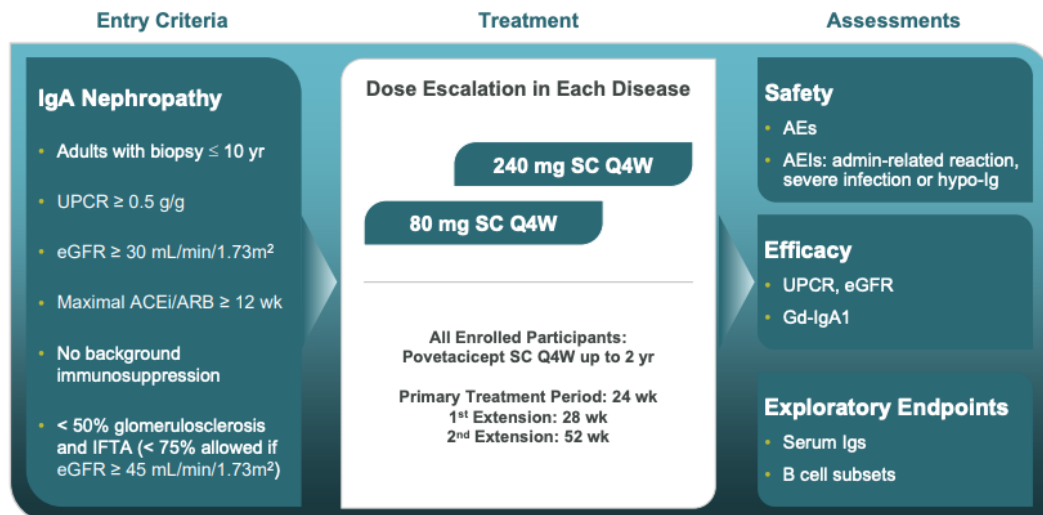 Entry Criteria
IgA Nephropathy
• Adults with biopsy ≤ 10 yr
• UPCR ≥ 0.5 g/g
• eGFR ≥ 30 mL/min/1.73m²
• Maximal ACEi/ARB ≥ 12 wk
• No background
immunosuppression
• < 50% glomerulosclerosis
and IFTA (< 75% allowed if
eGFR ≥ 45 mL/min/1.73m²)
Treatment
Dose Escalation in Each Disease
240 mg SC Q4W
80 mg SC Q4W
All Enrolled Participants:
Povetacicept SC Q4W up to 2 yr
Primary Treatment Period: 24 wk
1st Extension: 28 wk
2nd Extension: 52 wk
Assessments
Safety
• AEs
• AEIs: admin-related reaction,
severe infection or hypo-Ig
Efficacy
• UPCR, eGFR
• Gd-IgA1
Exploratory Endpoints
• Serum Igs
• B cell subsets